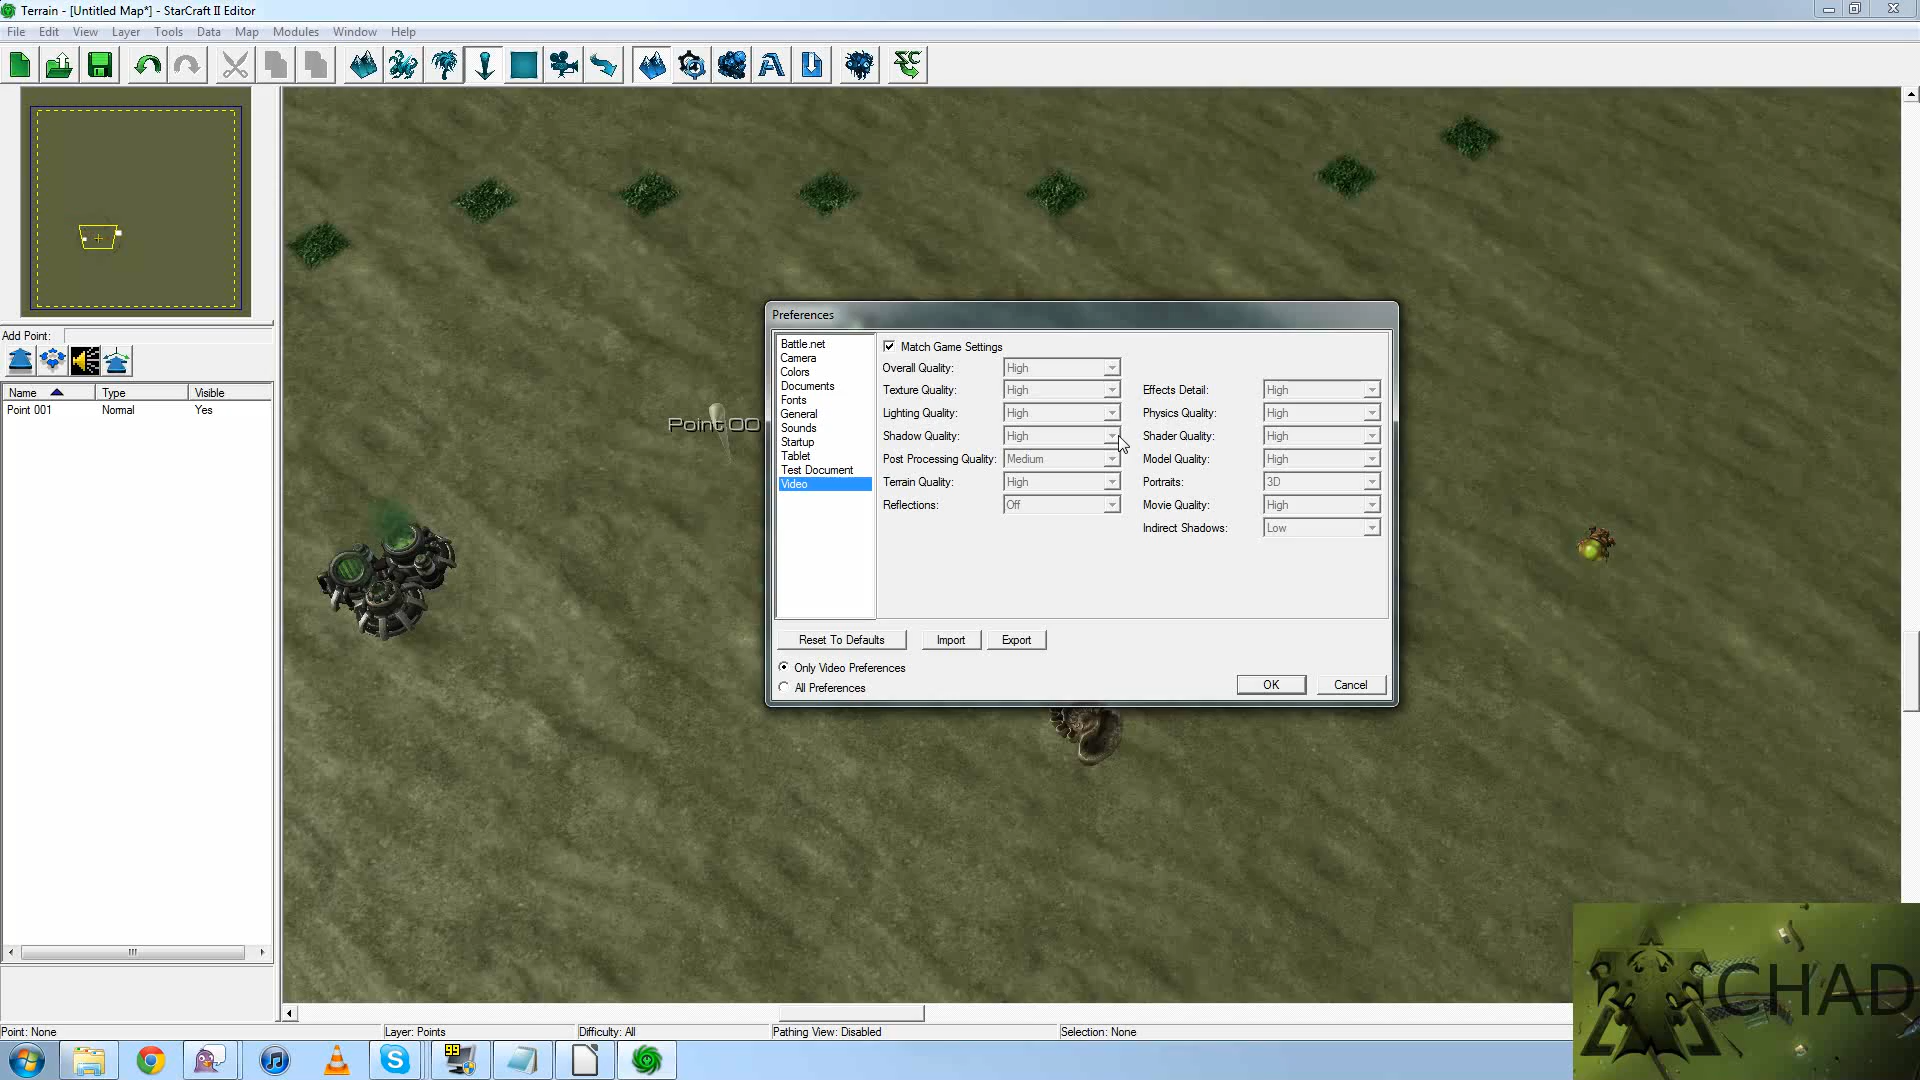 Terrain - [Untitled Map*] - StarCraft II Editor
File Edit View Layer Tools Data Map Modules Window Help
Add Point:
Name Type Visible
Point 001 Normal Yes
Point 00
Preferences
Battle.net
Camera
Colors
Documents
Fonts
General
Sounds
Startup
Tablet
Test Document
Video
Match Game Settings
Overall Quality: High
Texture Quality: High Effects Detail: High
Lighting Quality: High Physics Quality: High
Shadow Quality: High Shader Quality: High
Post Processing Quality: Medium Model Quality: High
Terrain Quality: High Portraits: 3D
Reflections: Off Movie Quality: High
Indirect Shadows: Low
Reset To Defaults Import Export
Only Video Preferences
All Preferences
OK Cancel
CHAD
Point: None Layer: Points Difficulty: All Pathing View: Disabled Selection: None
99